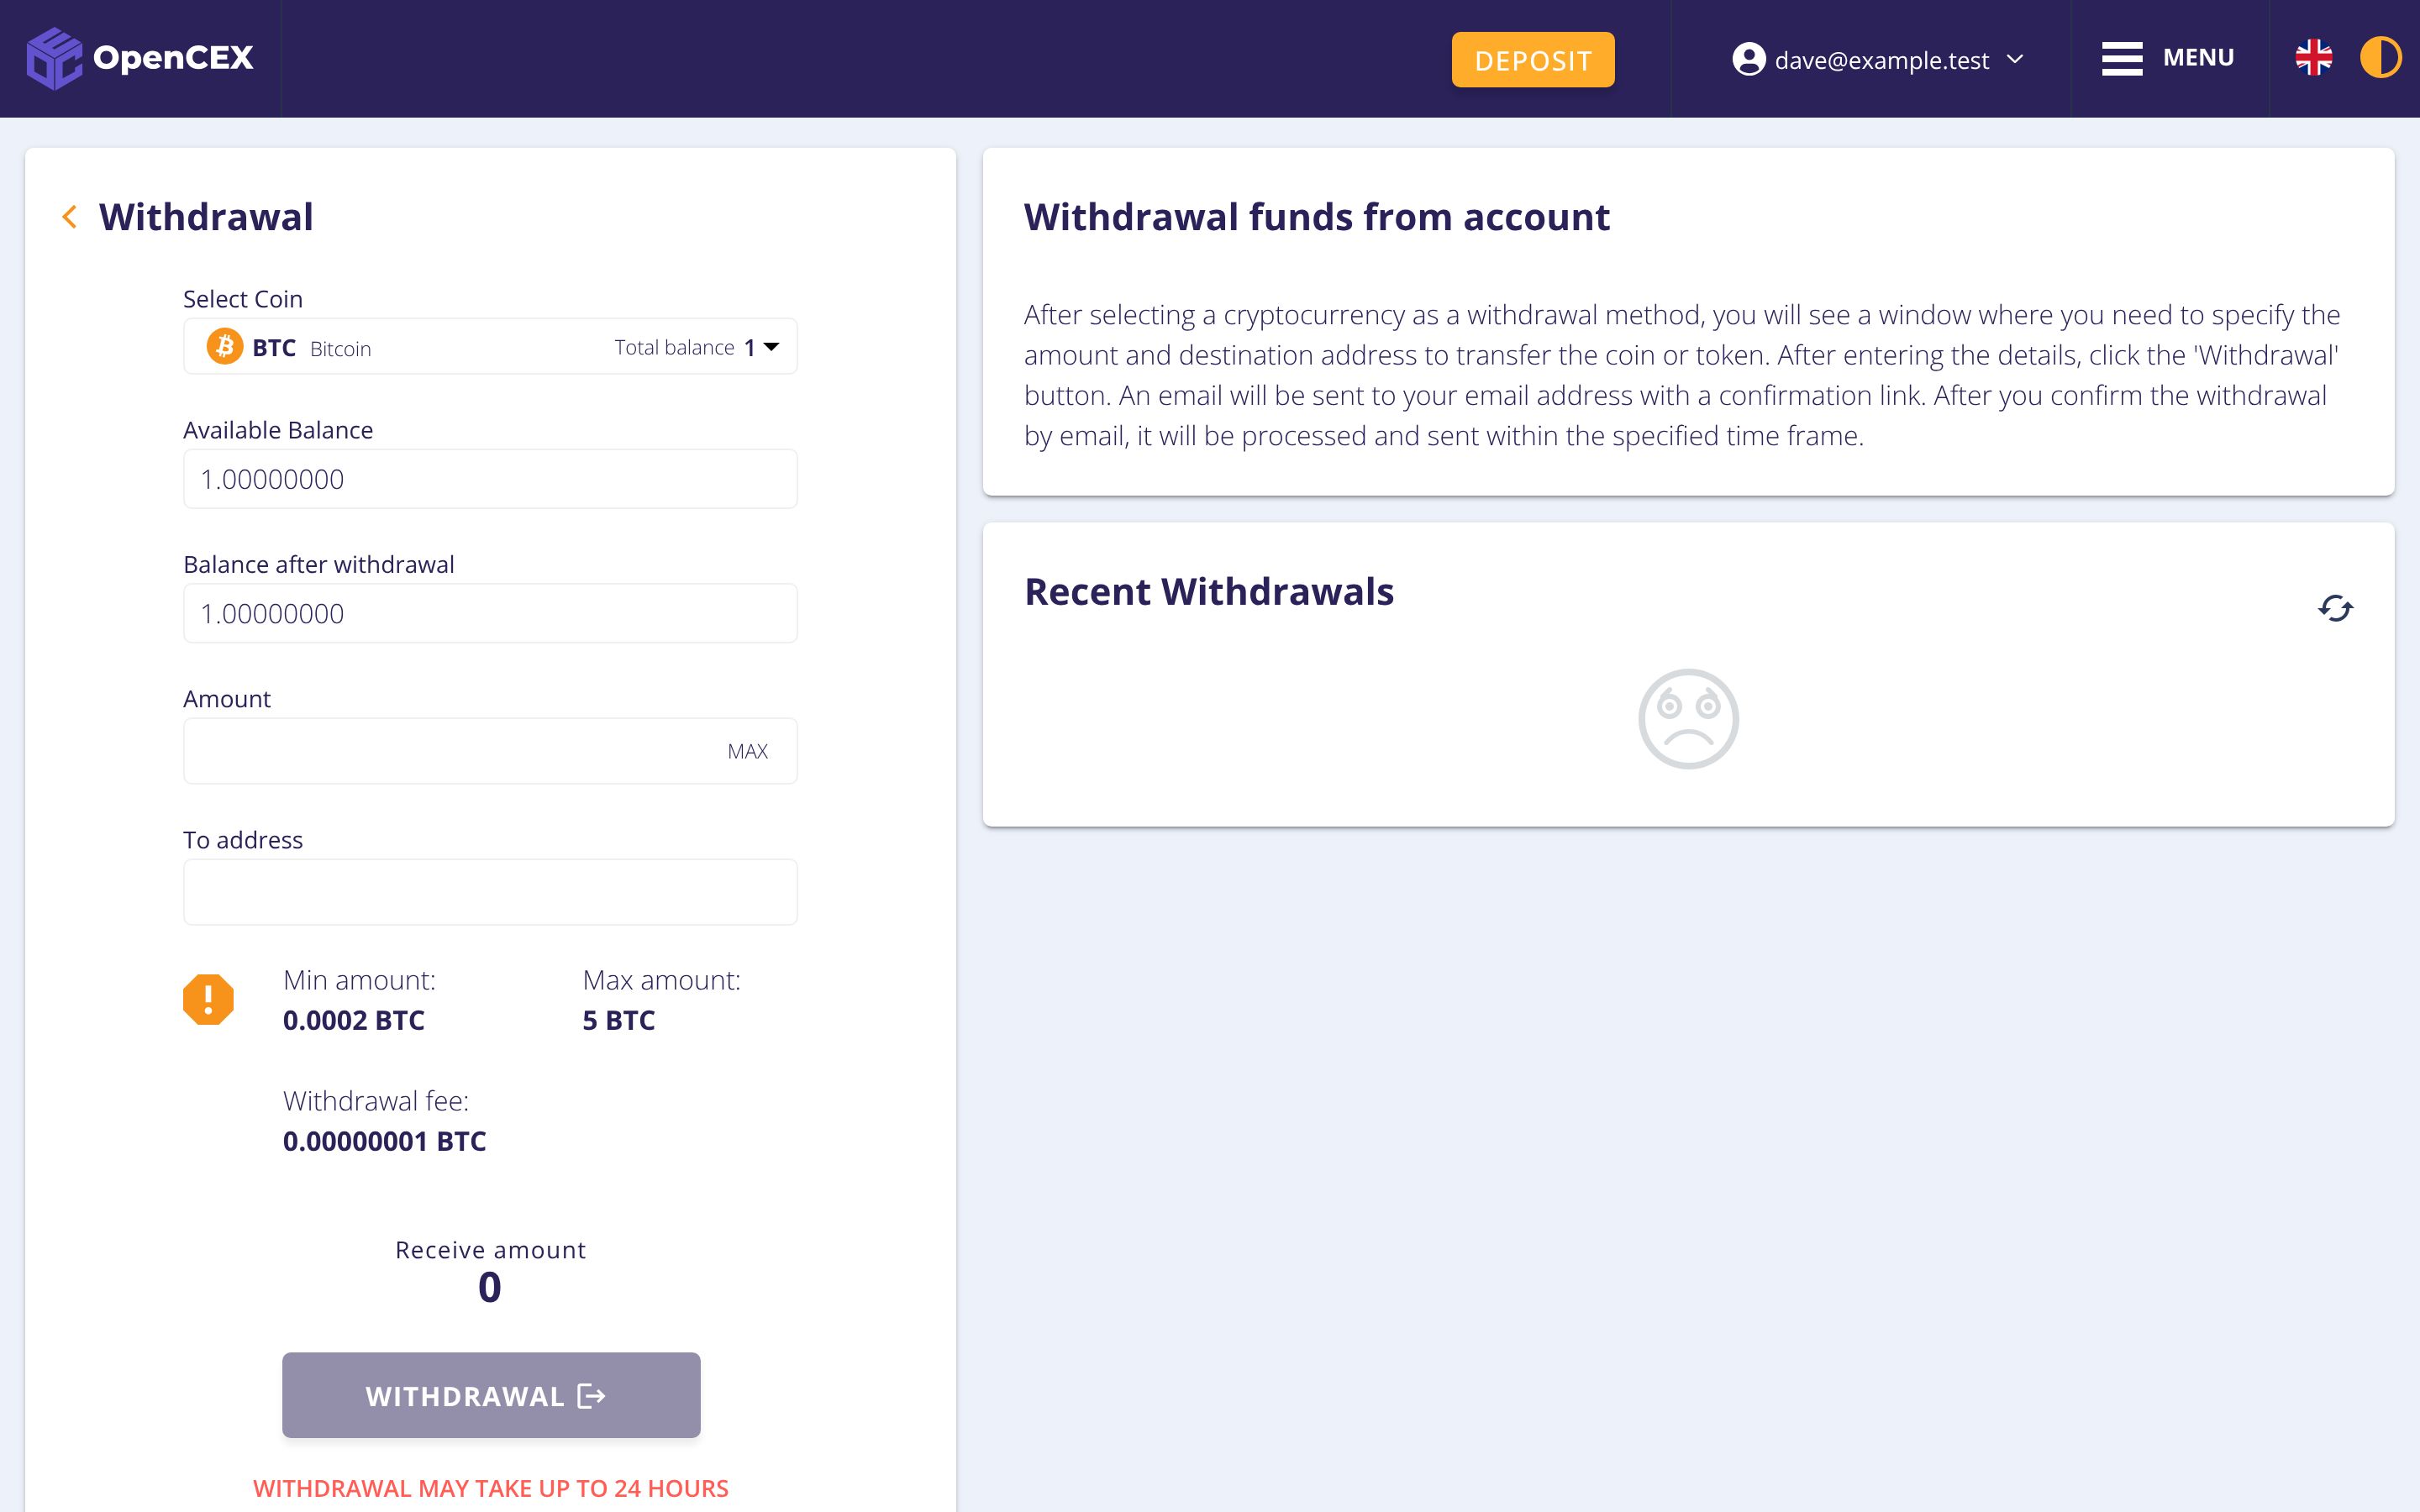 OpenCEX
DEPOSIT
dave@example.test
MENU
Withdrawal
Select Coin
BTC Bitcoin Total balance 1
Available Balance
1.00000000
Balance after withdrawal
1.00000000
Amount
MAX
To address
Min amount: Max amount:
0.0002 BTC 5 BTC
Withdrawal fee:
0.00000001 BTC
Receive amount
0
WITHDRAWAL
WITHDRAWAL MAY TAKE UP TO 24 HOURS
Withdrawal funds from account
After selecting a cryptocurrency as a withdrawal method, you will see a window where you need to specify the
amount and destination address to transfer the coin or token. After entering the details, click the 'Withdrawal'
button. An email will be sent to your email address with a confirmation link. After you confirm the withdrawal
by email, it will be processed and sent within the specified time frame.
Recent Withdrawals